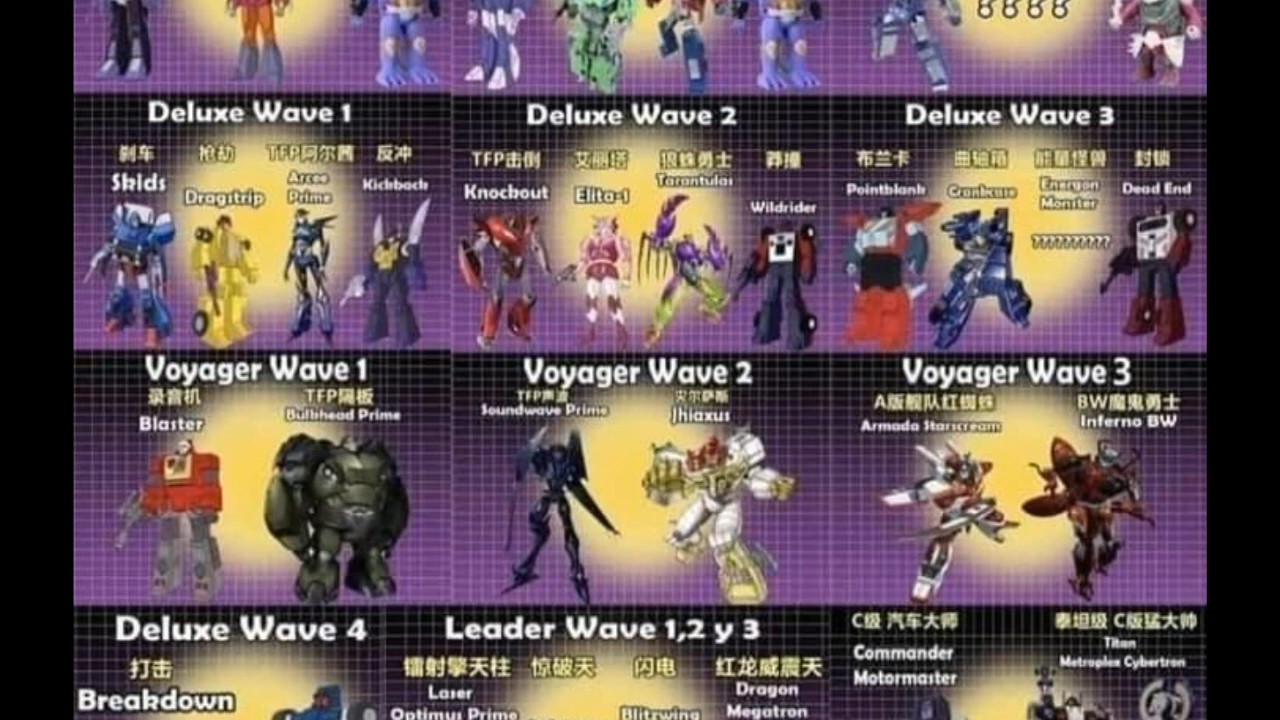 ? ? ? ?
Deluxe Wave 1
刹车 抢劫 TFP阿尔茜 反冲
Skids Dragstrip Arcee Prime Kickback
Deluxe Wave 2
TFP击倒 艾丽塔 狼蛛勇士 莽撞
Knockout Elita-1 Tarantulas Wildrider
Deluxe Wave 3
布兰卡 曲轴箱 能量怪兽 封锁
Pointblank Crankcase Energon Monster Dead End
??????????
Voyager Wave 1
录音机 TFP隔板
Blaster Bulkhead Prime
Voyager Wave 2
TFP声波
Soundwave Prime Jhiaxus
Voyager Wave 3
A版舰队红蜘蛛 BW魔鬼勇士
Armada Starscream Inferno BW
Deluxe Wave 4
打击
Breakdown
Leader Wave 1,2 y 3
镭射擎天柱 惊破天 闪电 红龙威震天
Laser Optimus Prime Blitzwing Dragon Megatron
C级 汽车大师
Commander Motormaster
泰坦级 C版猛大帅
Titan
Metroplex Cybertron